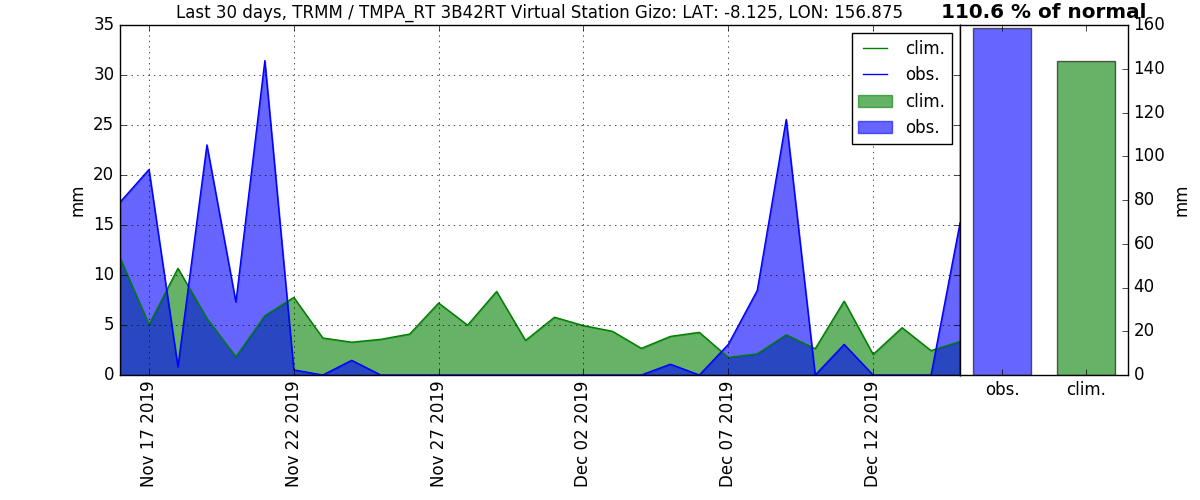 Last 30 days, TRMM / TMPA_RT 3B42RT Virtual Station Gizo: LAT: -8.125, LON: 156.875
110.6 % of normal
35
30
25
20
15
10
5
0
mm
clim.
obs.
clim.
obs.
Nov 17 2019
Nov 22 2019
Nov 27 2019
Dec 02 2019
Dec 07 2019
Dec 12 2019
160
140
120
100
80
60
40
20
0
mm
obs.
clim.